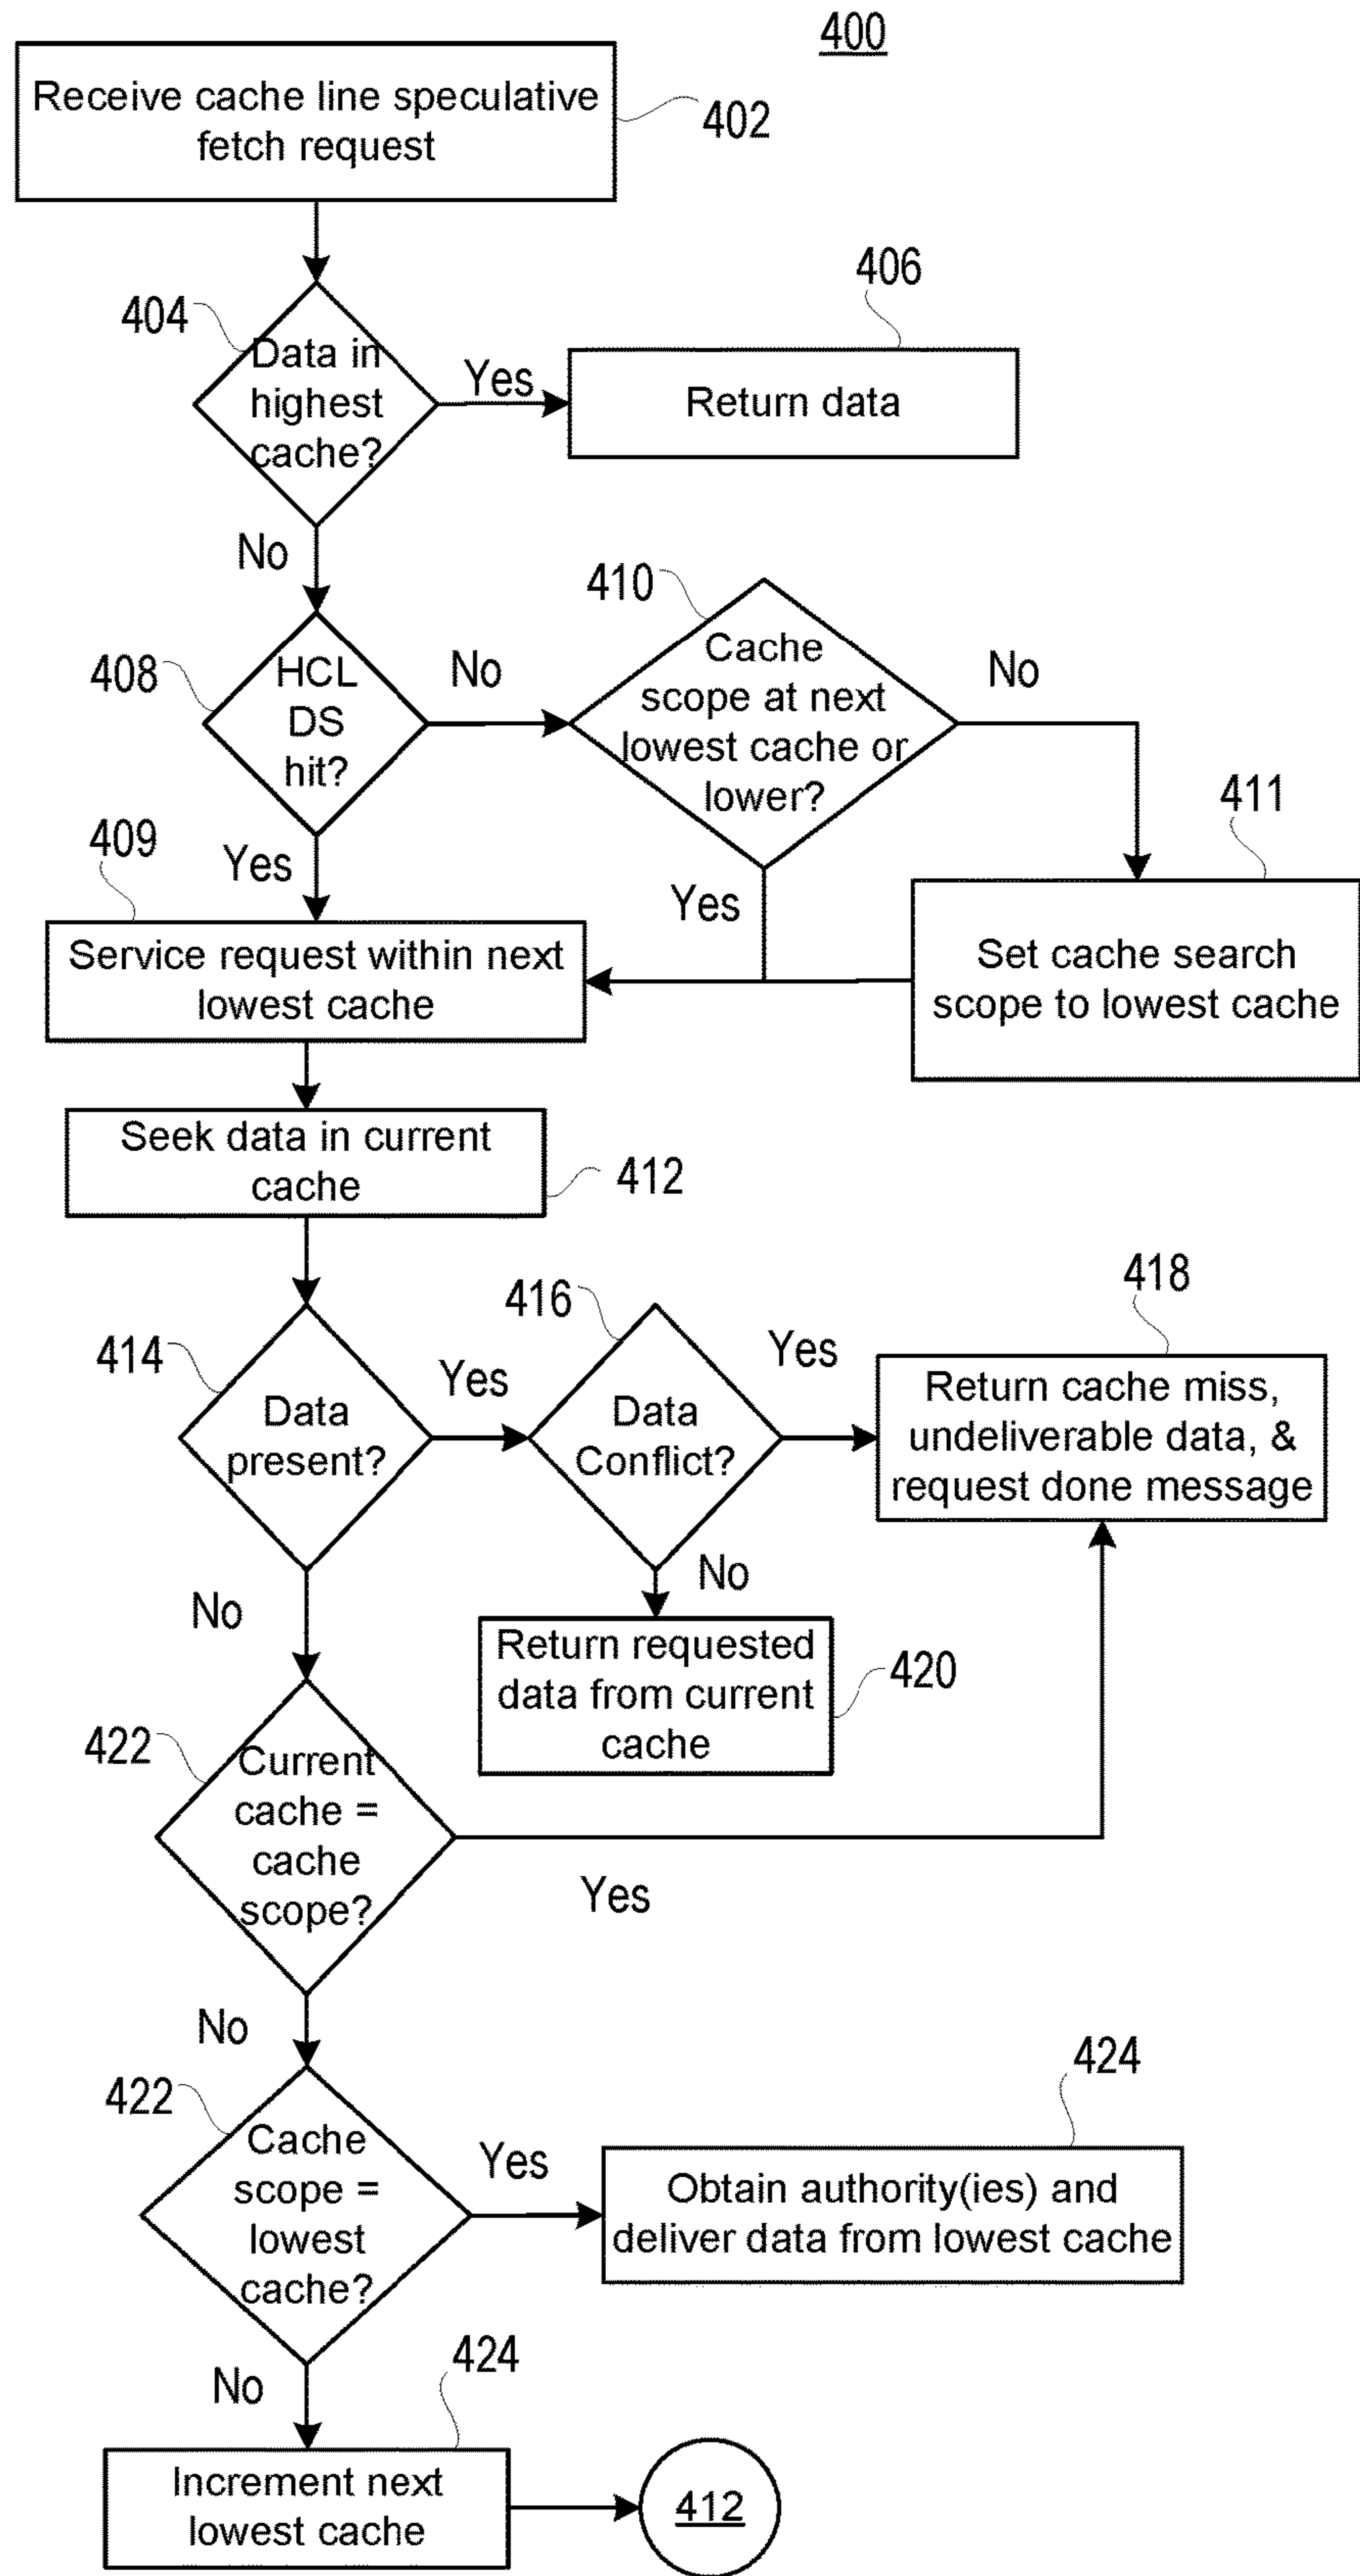 400
Receive cache line speculative
fetch request
402
404
Data in
highest
cache?
Yes
406
Return data
No
408
HCL
DS
hit?
No
410
Cache
scope at next
lowest cache or
lower?
No
411
Set cache search
scope to lowest cache
Yes
Yes
409
Service request within next
lowest cache
Seek data in current
cache
412
414
Data
present?
Yes
416
Data
Conflict?
Yes
418
Return cache miss,
undeliverable data, &
request done message
No
Return requested
data from current
cache
420
No
422
Current
cache =
cache
scope?
Yes
No
422
Cache
scope =
lowest
cache?
Yes
424
Obtain authority(ies) and
deliver data from lowest cache
No
424
Increment next
lowest cache
412